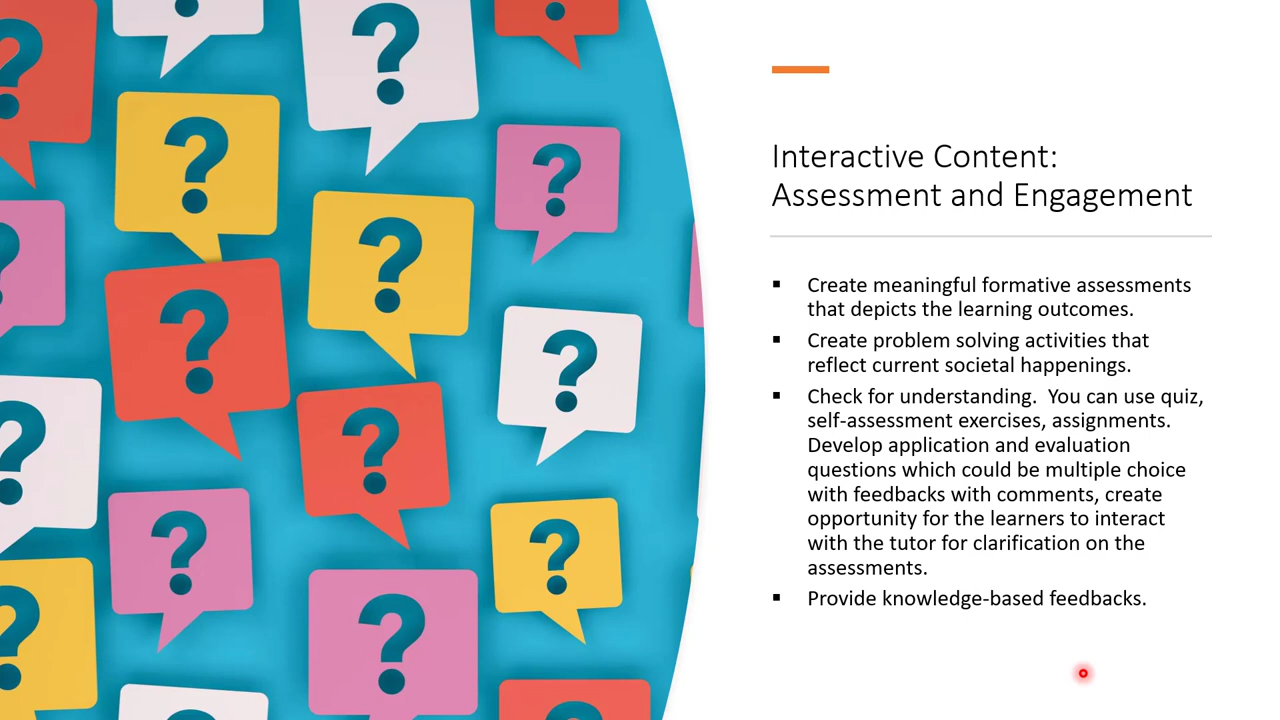 Interactive Content:
Assessment and Engagement
▪ Create meaningful formative assessments
that depicts the learning outcomes.
▪ Create problem solving activities that
reflect current societal happenings.
▪ Check for understanding.  You can use quiz,
self-assessment exercises, assignments.
Develop application and evaluation
questions which could be multiple choice
with feedbacks with comments, create
opportunity for the learners to interact
with the tutor for clarification on the
assessments.
▪ Provide knowledge-based feedbacks.